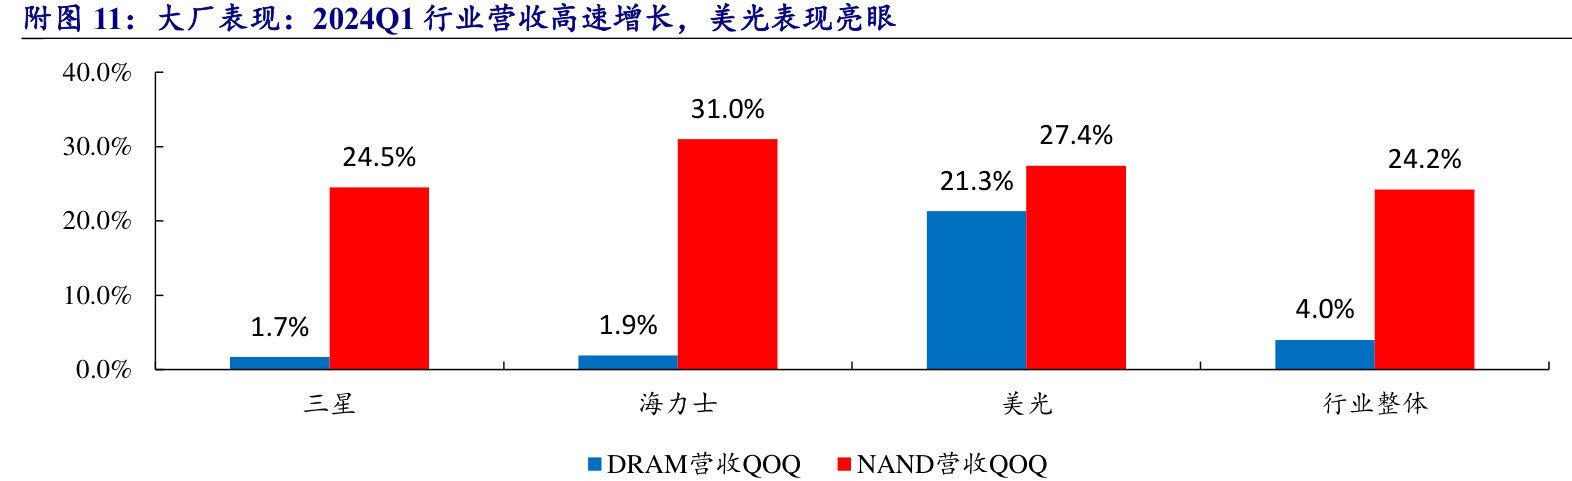 附图 11：大厂表现：2024Q1 行业营收高速增长，美光表现亮眼
40.0%
30.0%
20.0%
10.0%
0.0%
1.7%
24.5%
1.9%
31.0%
21.3%
27.4%
4.0%
24.2%
三星
海力士
美光
行业整体
DRAM营收QOQ
NAND营收QOQ